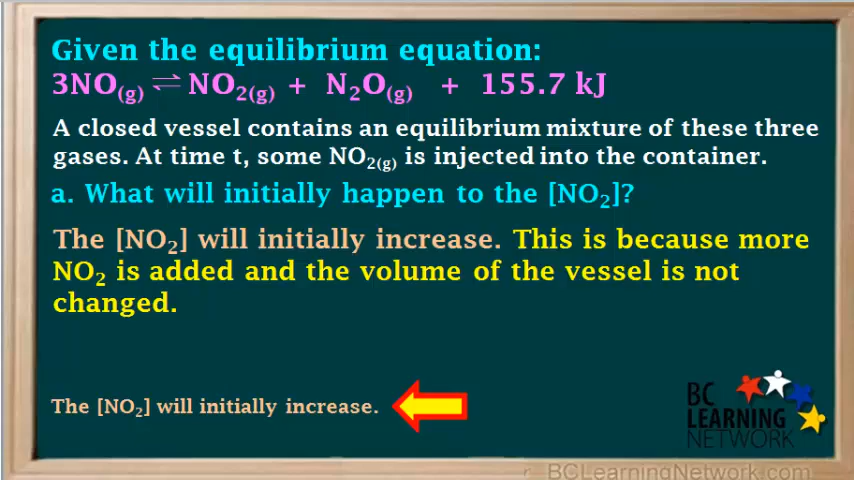 Given the equilibrium equation:
3NO(g) ⇌ NO₂(g) + N₂O(g) + 155.7 kJ
A closed vessel contains an equilibrium mixture of these three
gases. At time t, some NO₂(g) is injected into the container.
a. What will initially happen to the [NO₂]?
The [NO₂] will initially increase. This is because more
NO₂ is added and the volume of the vessel is not
changed.
The [NO₂] will initially increase.
BC
LEARNING
NETWORK
BCLearningNetwork.com